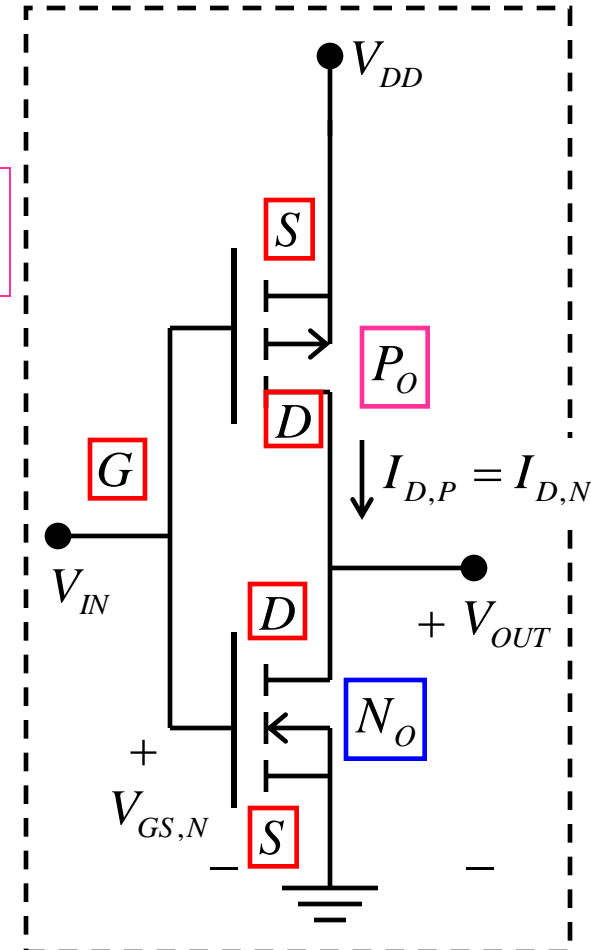 V_DD
S
P_O
D
G
I_D,P = I_D,N
V_IN
D
+ V_OUT
N_O
+
V_GS,N
S
− −